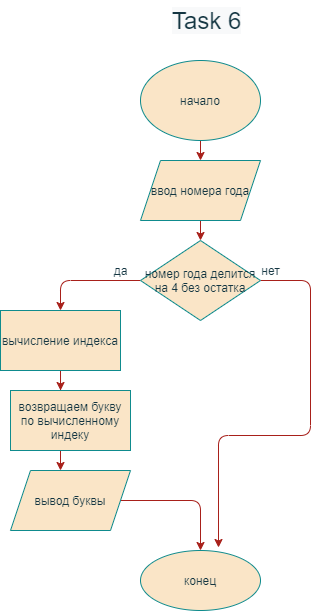 Task 6
начало
ввод номера года
номер года делится
на 4 без остатка
да
нет
вычисление индекса
возвращаем букву
по вычисленному
индеку
вывод буквы
конец